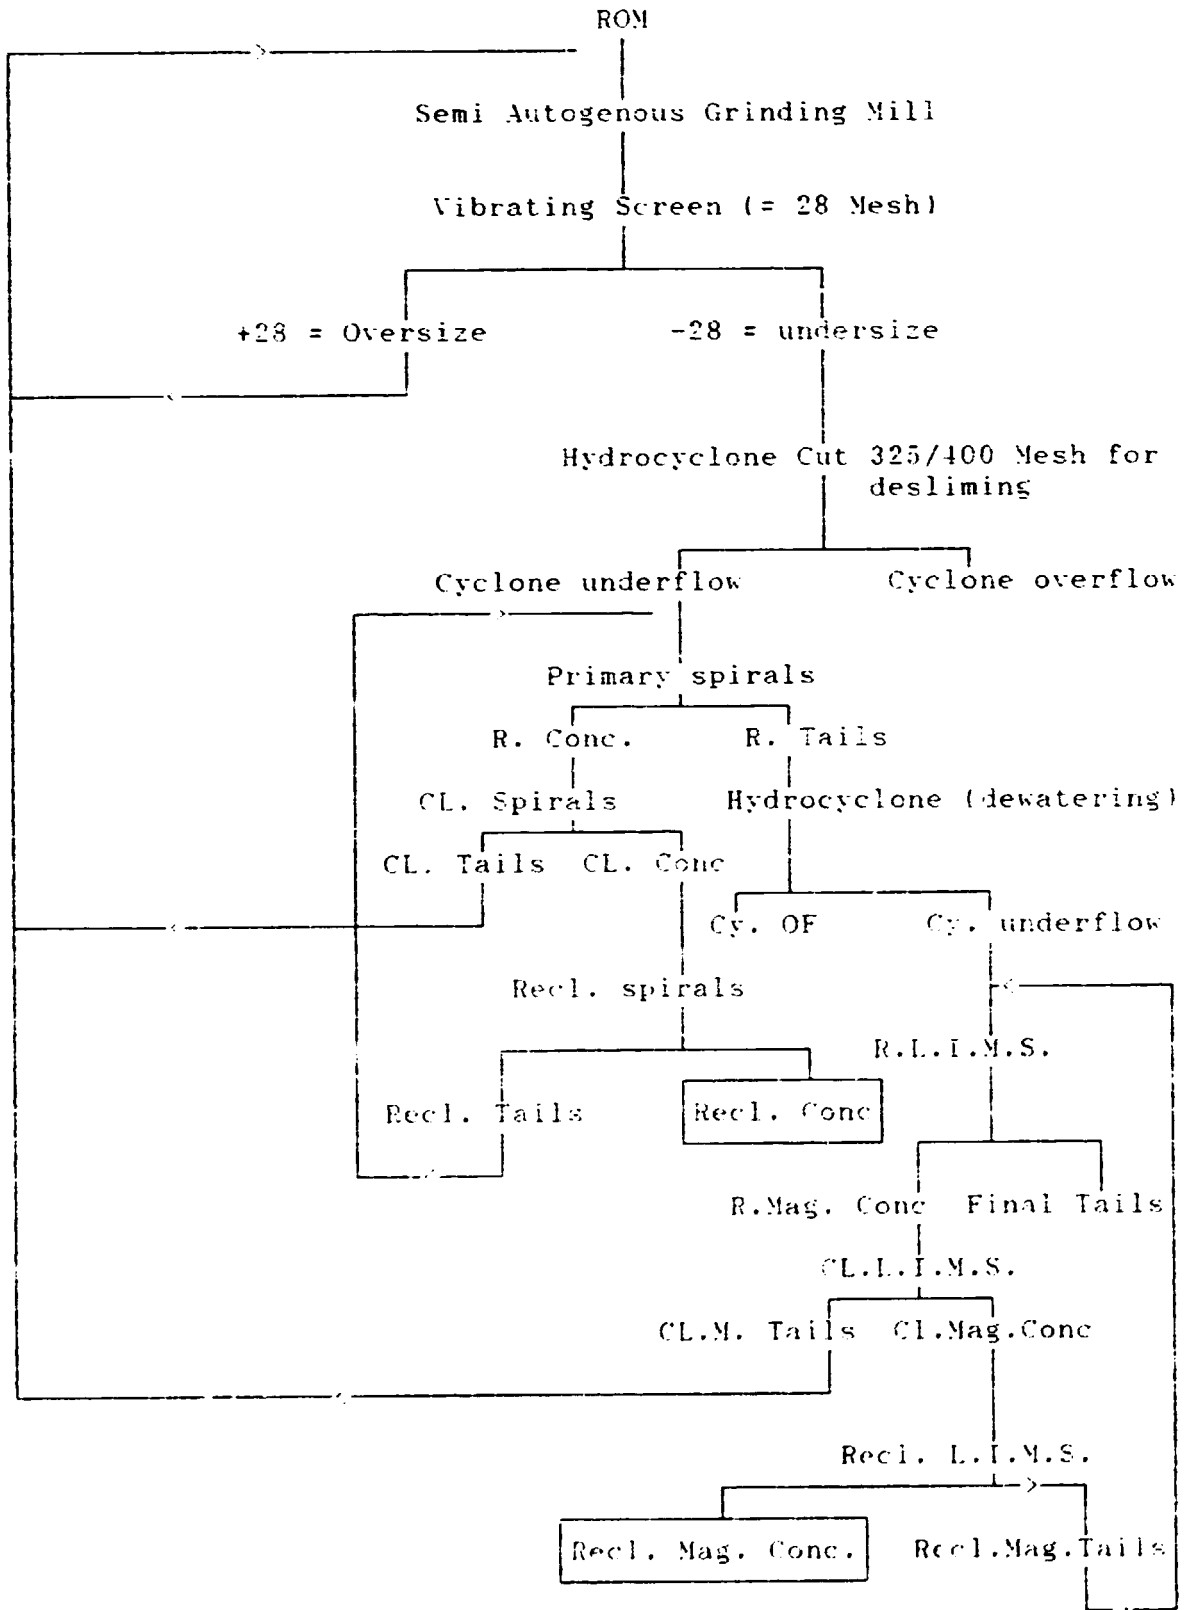 ROM
Semi Autogenous Grinding Mill
Vibrating Screen (= 28 Mesh)
+28 = Oversize
-28 = undersize
Hydrocyclone Cut 325/400 Mesh for
desliming
Cyclone underflow
Cyclone overflow
Primary spirals
R. Conc.
R. Tails
CL. Spirals
Hydrocyclone (dewatering)
CL. Tails
CL. Conc
Cy. OF
Cy. underflow
Recl. spirals
R.L.I.M.S.
Recl. Tails
Recl. Conc
R.Mag. Conc
Final Tails
CL.L.I.M.S.
CL.M. Tails
Cl.Mag.Conc
Recl. L.I.M.S.
Recl. Mag. Conc.
Recl.Mag.Tails